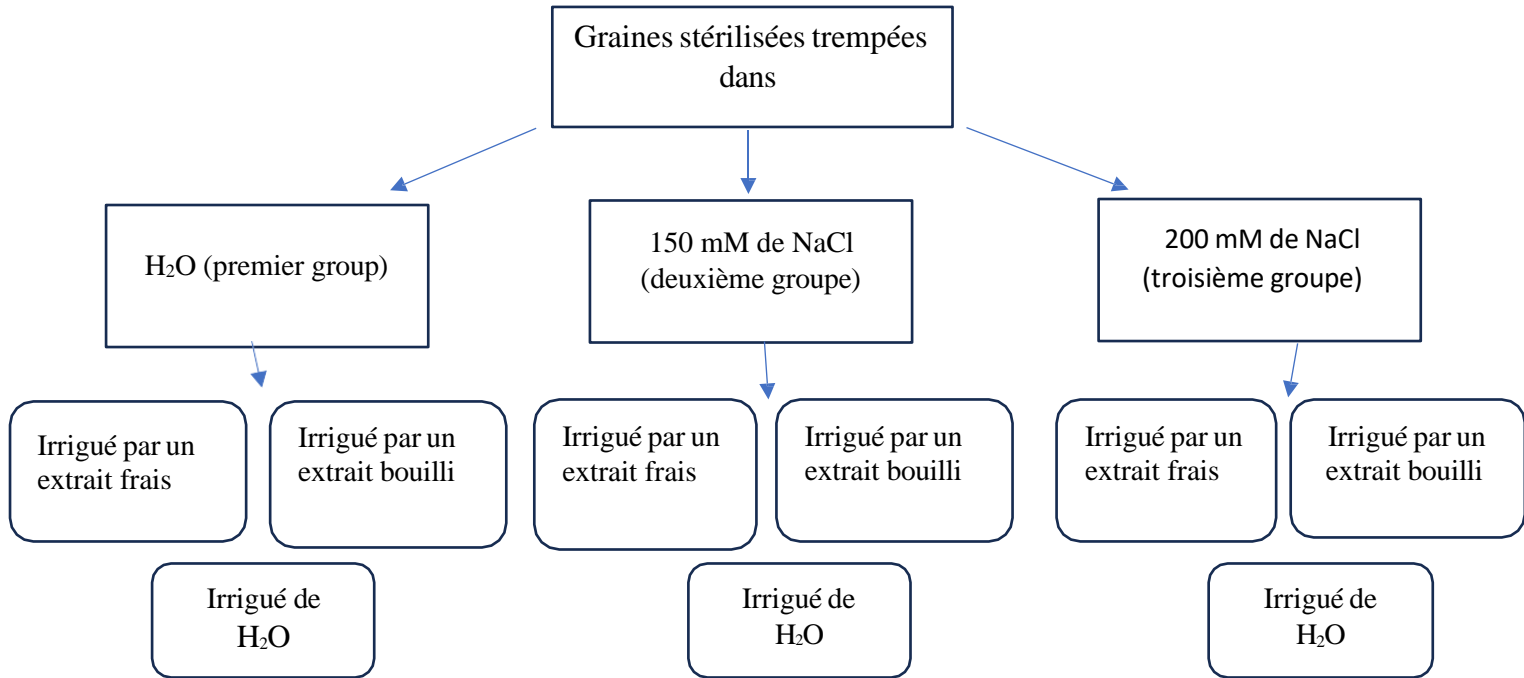 Graines stérilisées trempées
dans
H₂O (premier group)
150 mM de NaCl
(deuxième groupe)
200 mM de NaCl
(troisième groupe)
Irrigué par un
extrait frais
Irrigué par un
extrait bouilli
Irrigué par un
extrait frais
Irrigué par un
extrait bouilli
Irrigué par un
extrait frais
Irrigué par un
extrait bouilli
Irrigué de
H₂O
Irrigué de
H₂O
Irrigué de
H₂O